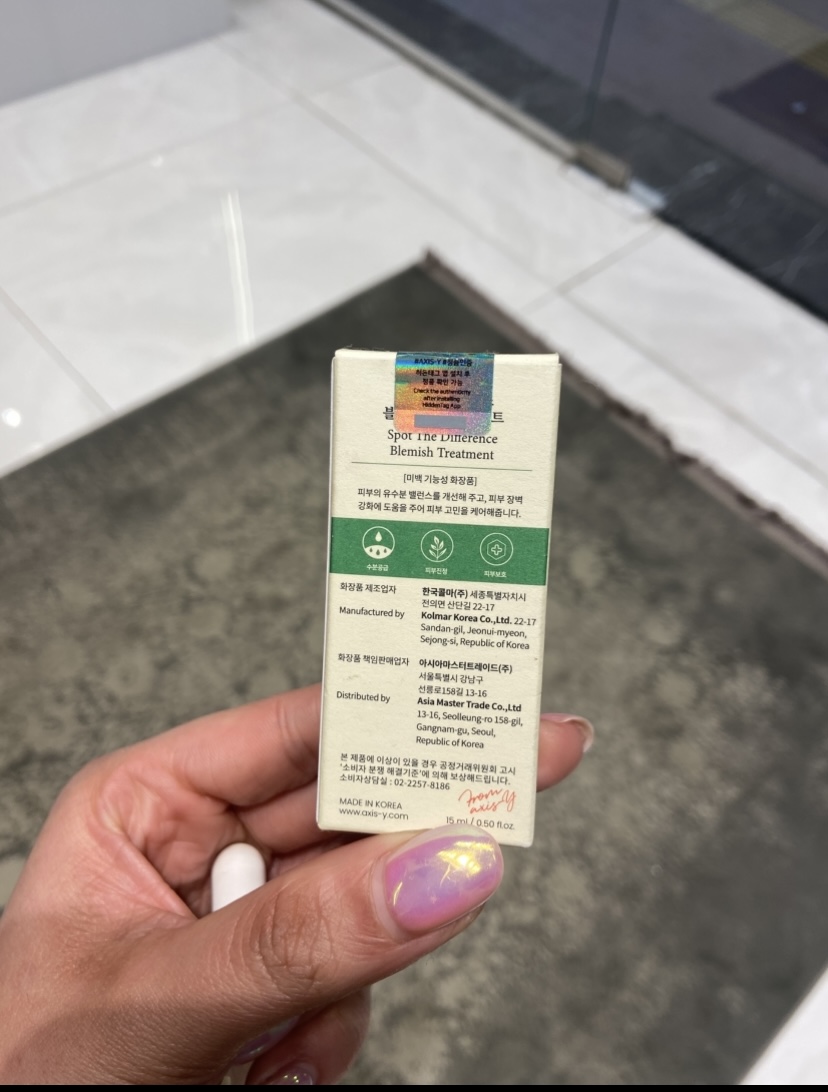 #AXIS-Y #정품인증
히든태그 앱 설치 후
정품 확인 가능
Check the authenticity
after installing
HiddenTag App
Spot The Difference
Blemish Treatment
[미백 기능성 화장품]
피부의 유수분 밸런스를 개선해 주고, 피부 장벽
강화에 도움을 주어 피부 고민을 케어해줍니다.
수분공급 피부진정 피부보호
화장품 제조업자 한국콜마(주) 세종특별자치시
전의면 산단길 22-17
Manufactured by Kolmar Korea Co.,Ltd. 22-17
Sandan-gil, Jeonui-myeon,
Sejong-si, Republic of Korea
화장품 책임판매업자 아시아마스터트레이드(주)
서울특별시 강남구
선릉로158길 13-16
Distributed by Asia Master Trade Co.,Ltd
13-16, Seolleung-ro 158-gil,
Gangnam-gu, Seoul,
Republic of Korea
본 제품에 이상이 있을 경우 공정거래위원회 고시
'소비자 분쟁 해결기준'에 의해 보상해드립니다.
소비자상담실 : 02-2257-8186
from
axis-y
MADE IN KOREA
www.axis-y.com
15 ml / 0.50 fl.oz.